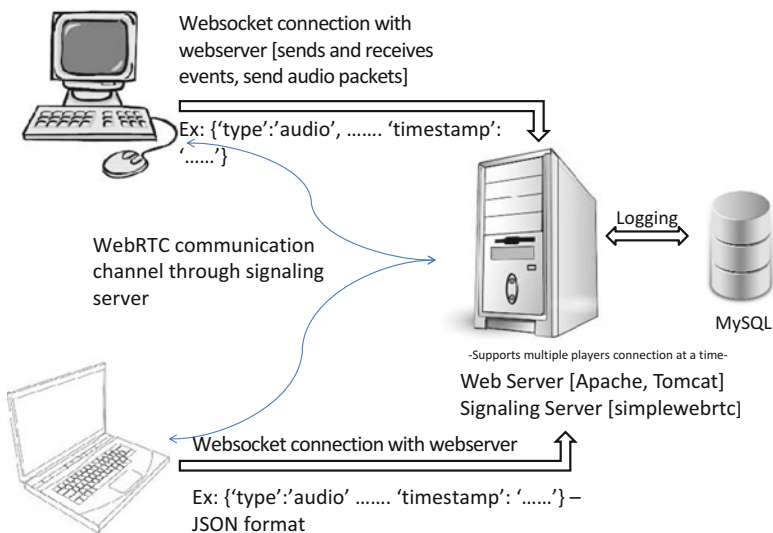 Websocket connection with
webserver [sends and receives
events, send audio packets]
Ex: {‘type’:’audio’, ……. ‘timestamp’:
‘……’}
Logging
WebRTC communication
channel through signaling
server
MySQL
-Supports multiple players connection at a time-
Web Server [Apache, Tomcat]
Signaling Server [simplewebrtc]
Websocket connection with webserver
Ex: {‘type’:’audio’ ……. ‘timestamp’: ‘……’} –
JSON format